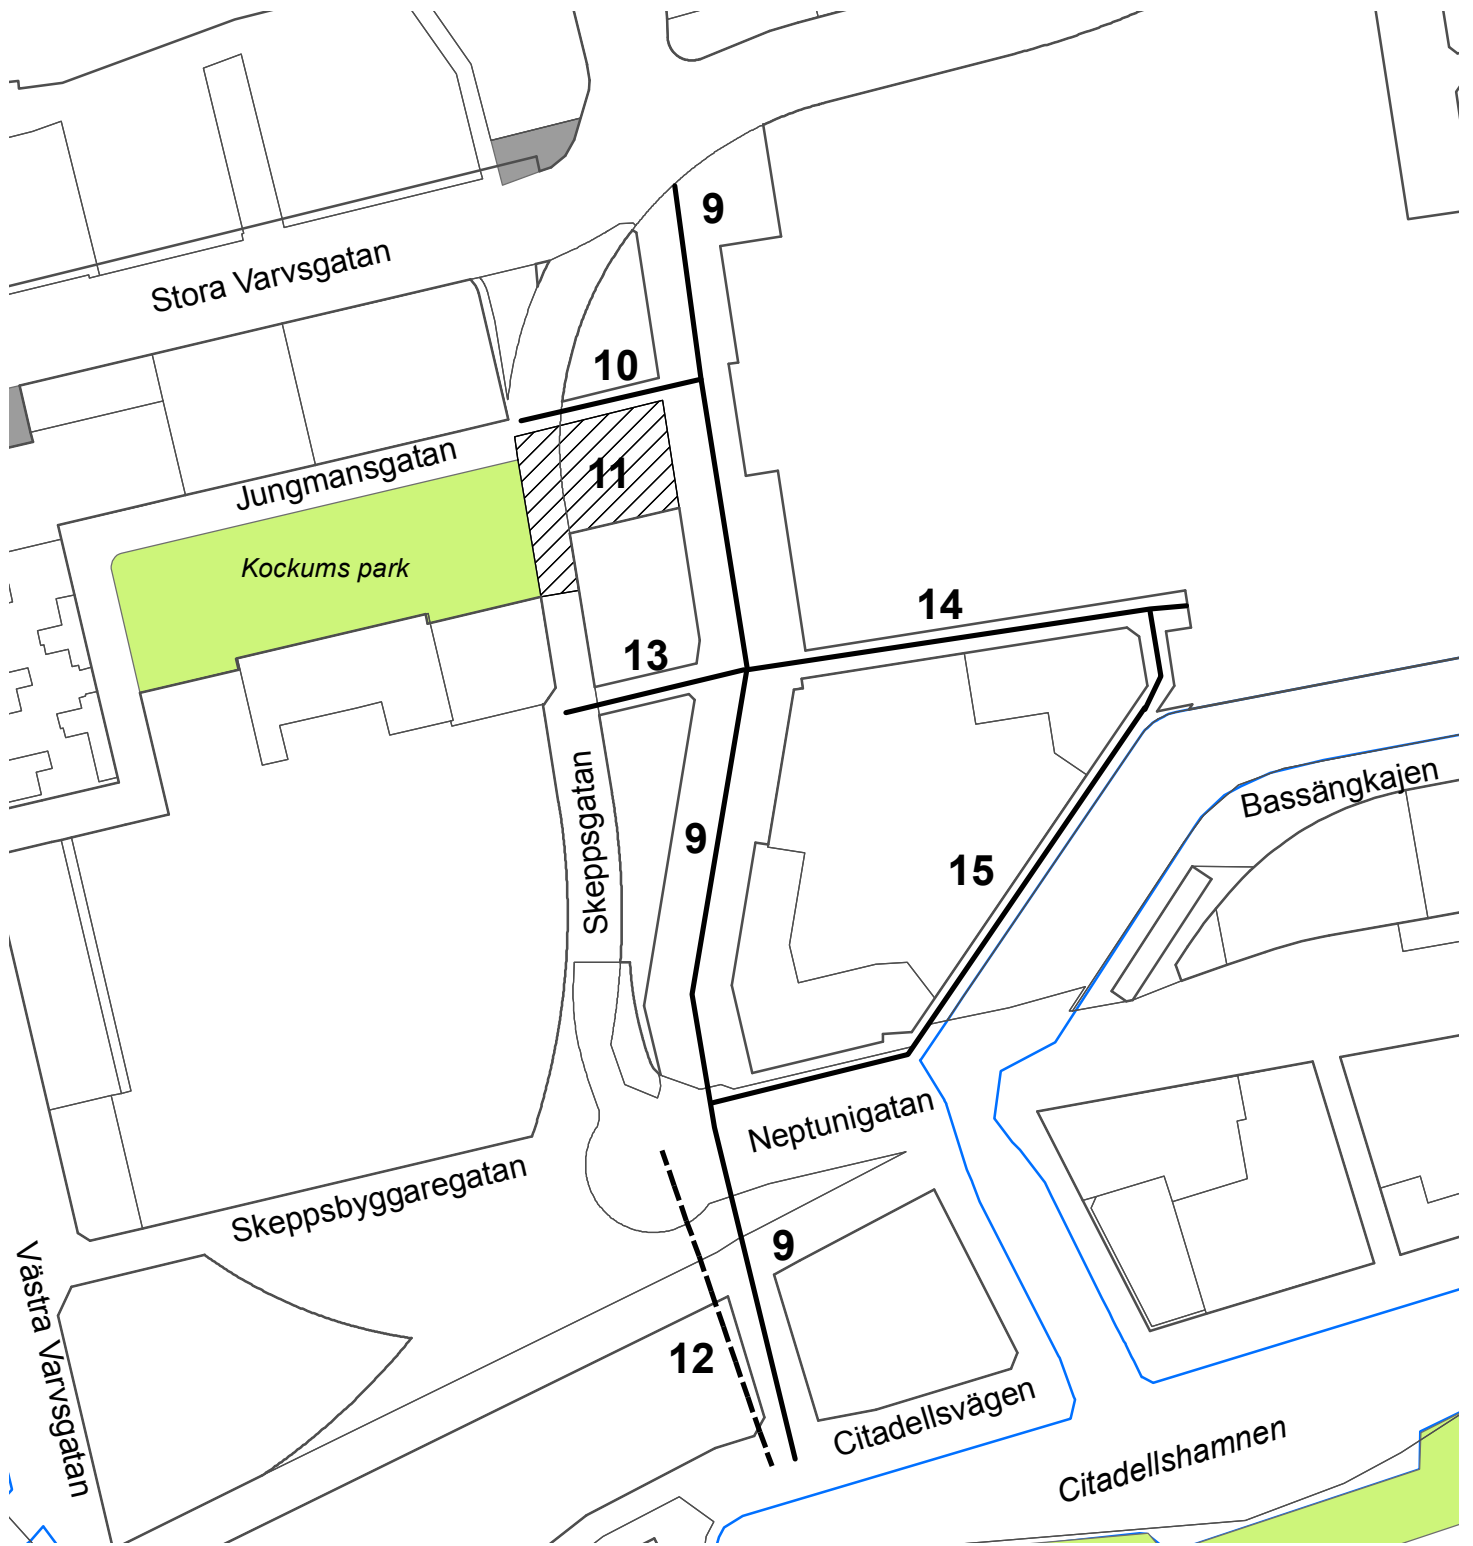 9
Stora Varvsgatan
10
Jungmansgatan
11
Kockums park
14
13
Skeppsgatan
Bassängkajen
9
15
Neptunigatan
Skeppsbyggaregatan
9
Västra Varvsgatan
12
Citadellsvägen
Citadellshamnen